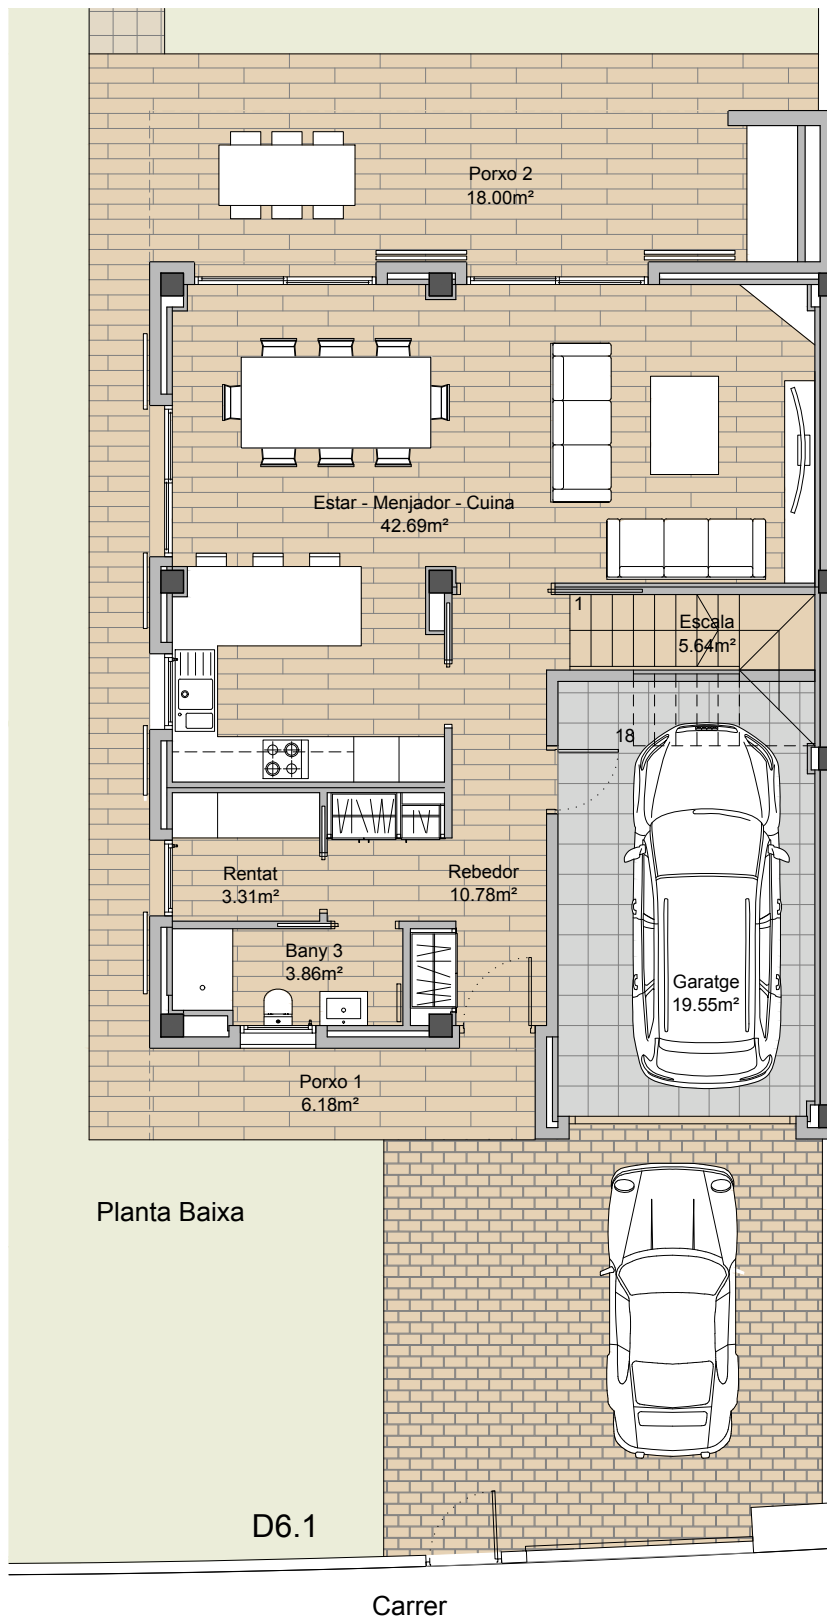 Porxo 2
18.00m²
Estar - Menjador - Cuina
42.69m²
1
Escala
5.64m²
18
Rentat
3.31m²
Rebedor
10.78m²
Bany 3
3.86m²
Garatge
19.55m²
Porxo 1
6.18m²
Planta Baixa
D6.1
Carrer